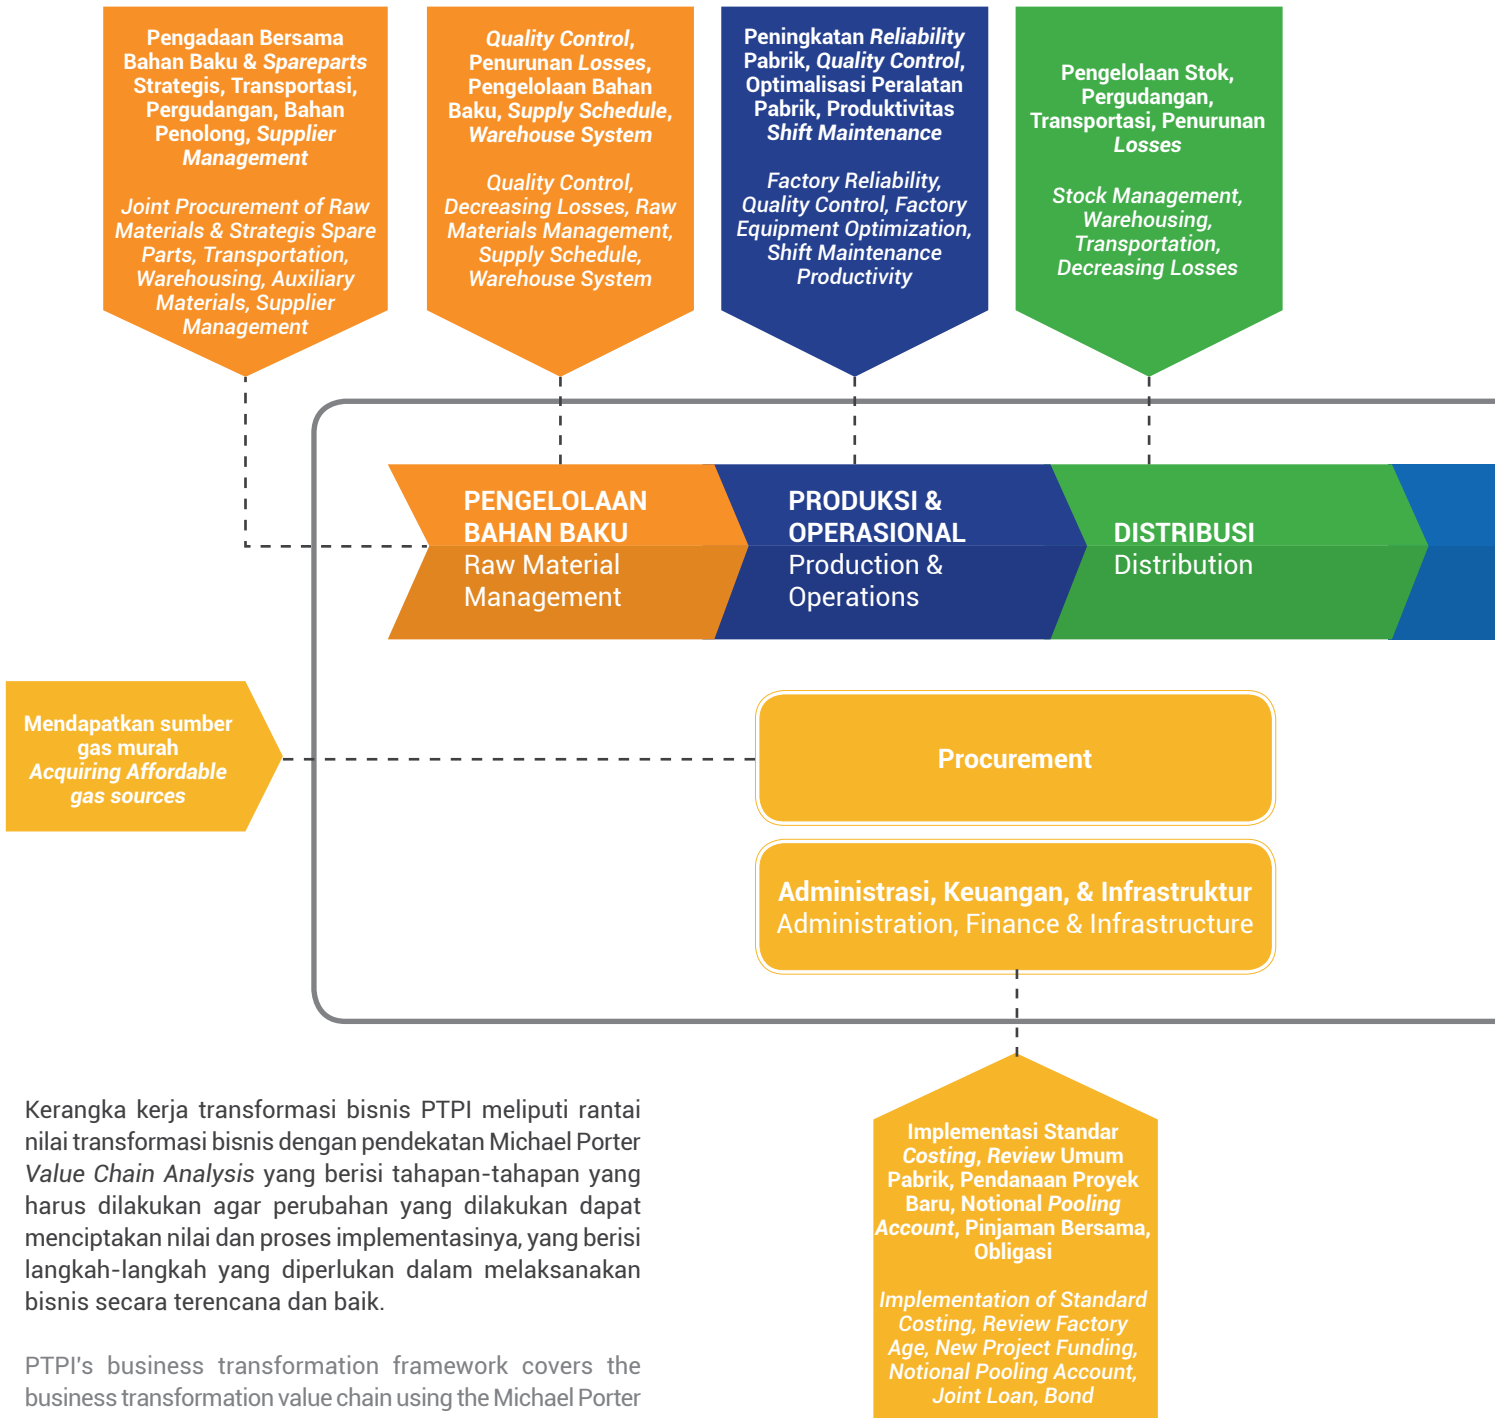 Pengadaan Bersama
Bahan Baku & Spareparts
Strategis, Transportasi,
Pergudangan, Bahan
Penolong, Supplier
Management
Joint Procurement of Raw
Materials & Strategis Spare
Parts, Transportation,
Warehousing, Auxiliary
Materials, Supplier
Management
Quality Control,
Penurunan Losses,
Pengelolaan Bahan
Baku, Supply Schedule,
Warehouse System
Quality Control,
Decreasing Losses, Raw
Materials Management,
Supply Schedule,
Warehouse System
Peningkatan Reliability
Pabrik, Quality Control,
Optimalisasi Peralatan
Pabrik, Produktivitas
Shift Maintenance
Factory Reliability,
Quality Control, Factory
Equipment Optimization,
Shift Maintenance
Productivity
Pengelolaan Stok,
Pergudangan,
Transportasi, Penurunan
Losses
Stock Management,
Warehousing,
Transportation,
Decreasing Losses
PENGELOLAAN
BAHAN BAKU
Raw Material
Management
PRODUKSI &
OPERASIONAL
Production &
Operations
DISTRIBUSI
Distribution
Mendapatkan sumber
gas murah
Acquiring Affordable
gas sources
Procurement
Administrasi, Keuangan, & Infrastruktur
Administration, Finance & Infrastructure
Kerangka kerja transformasi bisnis PTPI meliputi rantai
nilai transformasi bisnis dengan pendekatan Michael Porter
Value Chain Analysis yang berisi tahapan-tahapan yang
harus dilakukan agar perubahan yang dilakukan dapat
menciptakan nilai dan proses implementasinya, yang berisi
langkah-langkah yang diperlukan dalam melaksanakan
bisnis secara terencana dan baik.
PTPI's business transformation framework covers the
business transformation value chain using the Michael Porter
Implementasi Standar
Costing, Review Umum
Pabrik, Pendanaan Proyek
Baru, Notional Pooling
Account, Pinjaman Bersama,
Obligasi
Implementation of Standard
Costing, Review Factory
Age, New Project Funding,
Notional Pooling Account,
Joint Loan, Bond